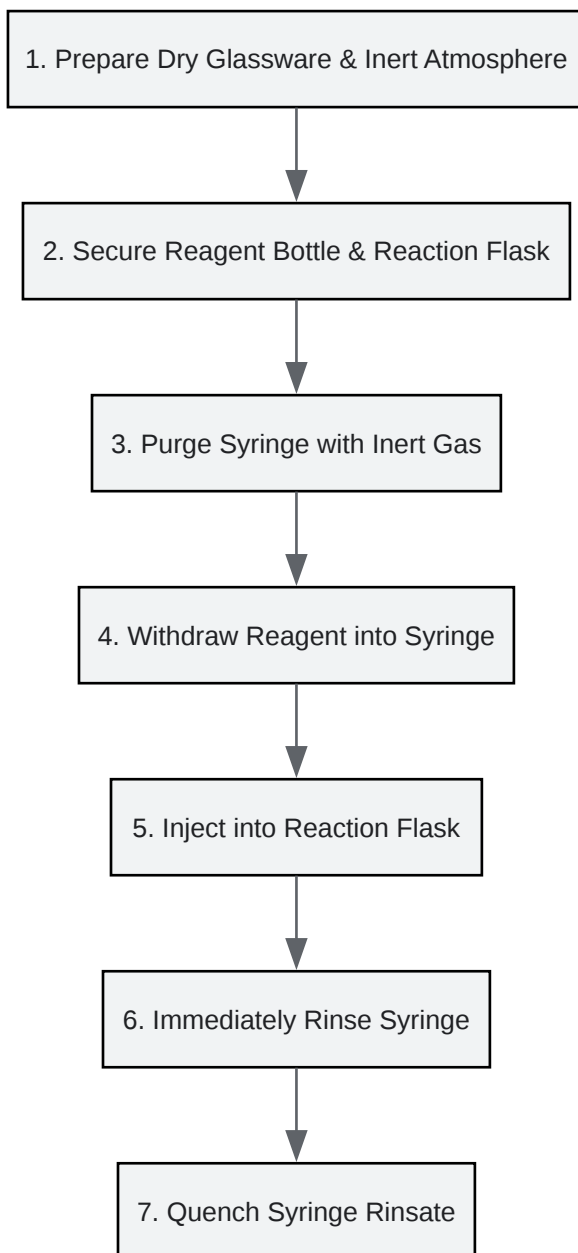 1. Prepare Dry Glassware & Inert Atmosphere
2. Secure Reagent Bottle & Reaction Flask
3. Purge Syringe with Inert Gas
4. Withdraw Reagent into Syringe
5. Inject into Reaction Flask
6. Immediately Rinse Syringe
7. Quench Syringe Rinsate